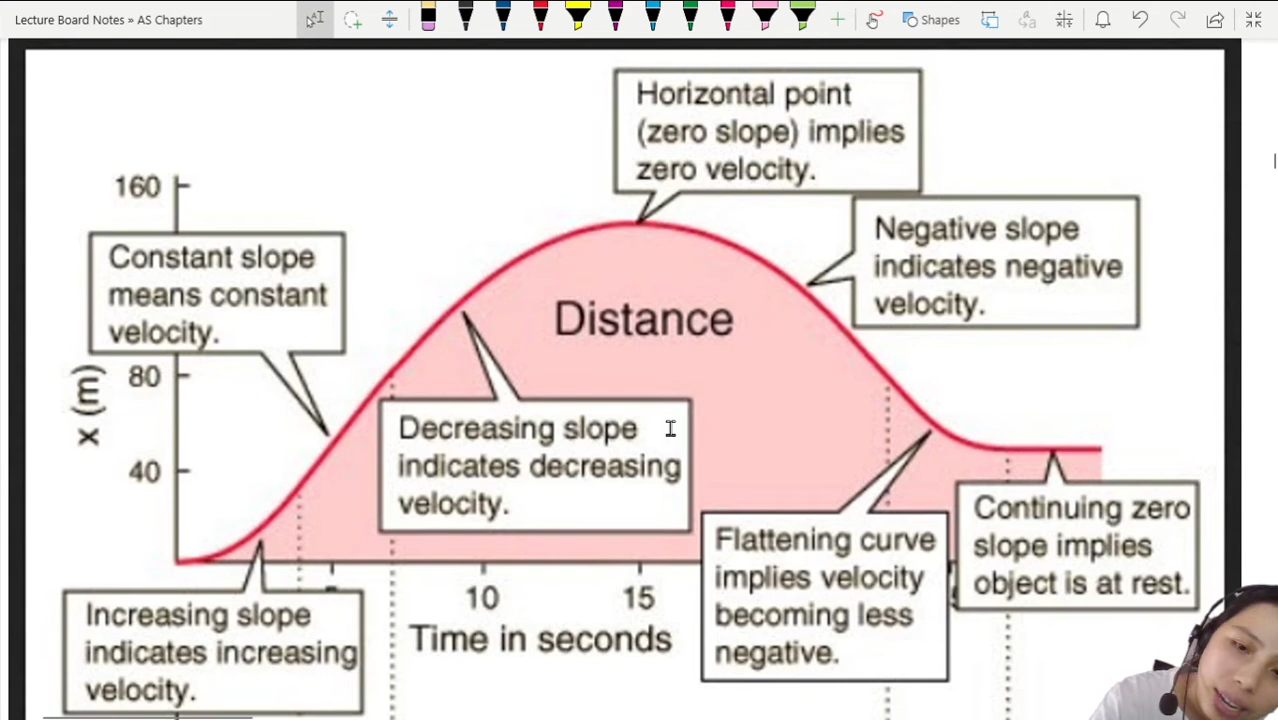 Lecture Board Notes » AS Chapters
Shapes
Horizontal point
(zero slope) implies
zero velocity.
160
Constant slope
means constant
velocity.
Negative slope
indicates negative
velocity.
Distance
x (m)
80
40
Decreasing slope
indicates decreasing
velocity.
Flattening curve
implies velocity
becoming less
negative.
Continuing zero
slope implies
object is at rest.
10
15
Time in seconds
Increasing slope
indicates increasing
velocity.